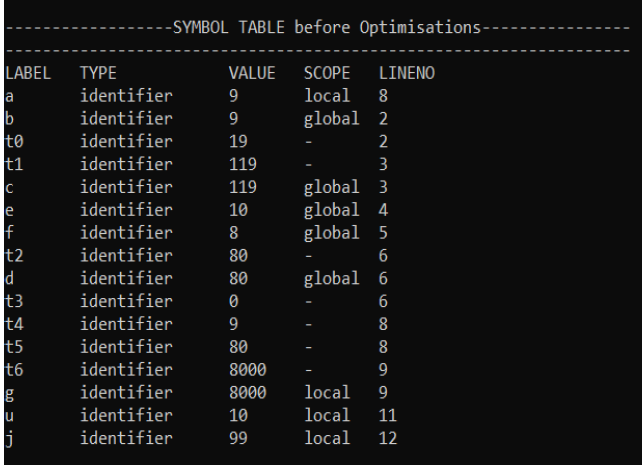 ------------------SYMBOL TABLE before Optimisations----------------
-------------------------------------------------------------------
LABEL TYPE VALUE SCOPE LINENO
a identifier 9 local 8
b identifier 9 global 2
t0 identifier 19 - 2
t1 identifier 119 - 3
c identifier 119 global 3
e identifier 10 global 4
f identifier 8 global 5
t2 identifier 80 - 6
d identifier 80 global 6
t3 identifier 0 - 6
t4 identifier 9 - 8
t5 identifier 80 - 8
t6 identifier 8000 - 9
g identifier 8000 local 9
u identifier 10 local 11
j identifier 99 local 12